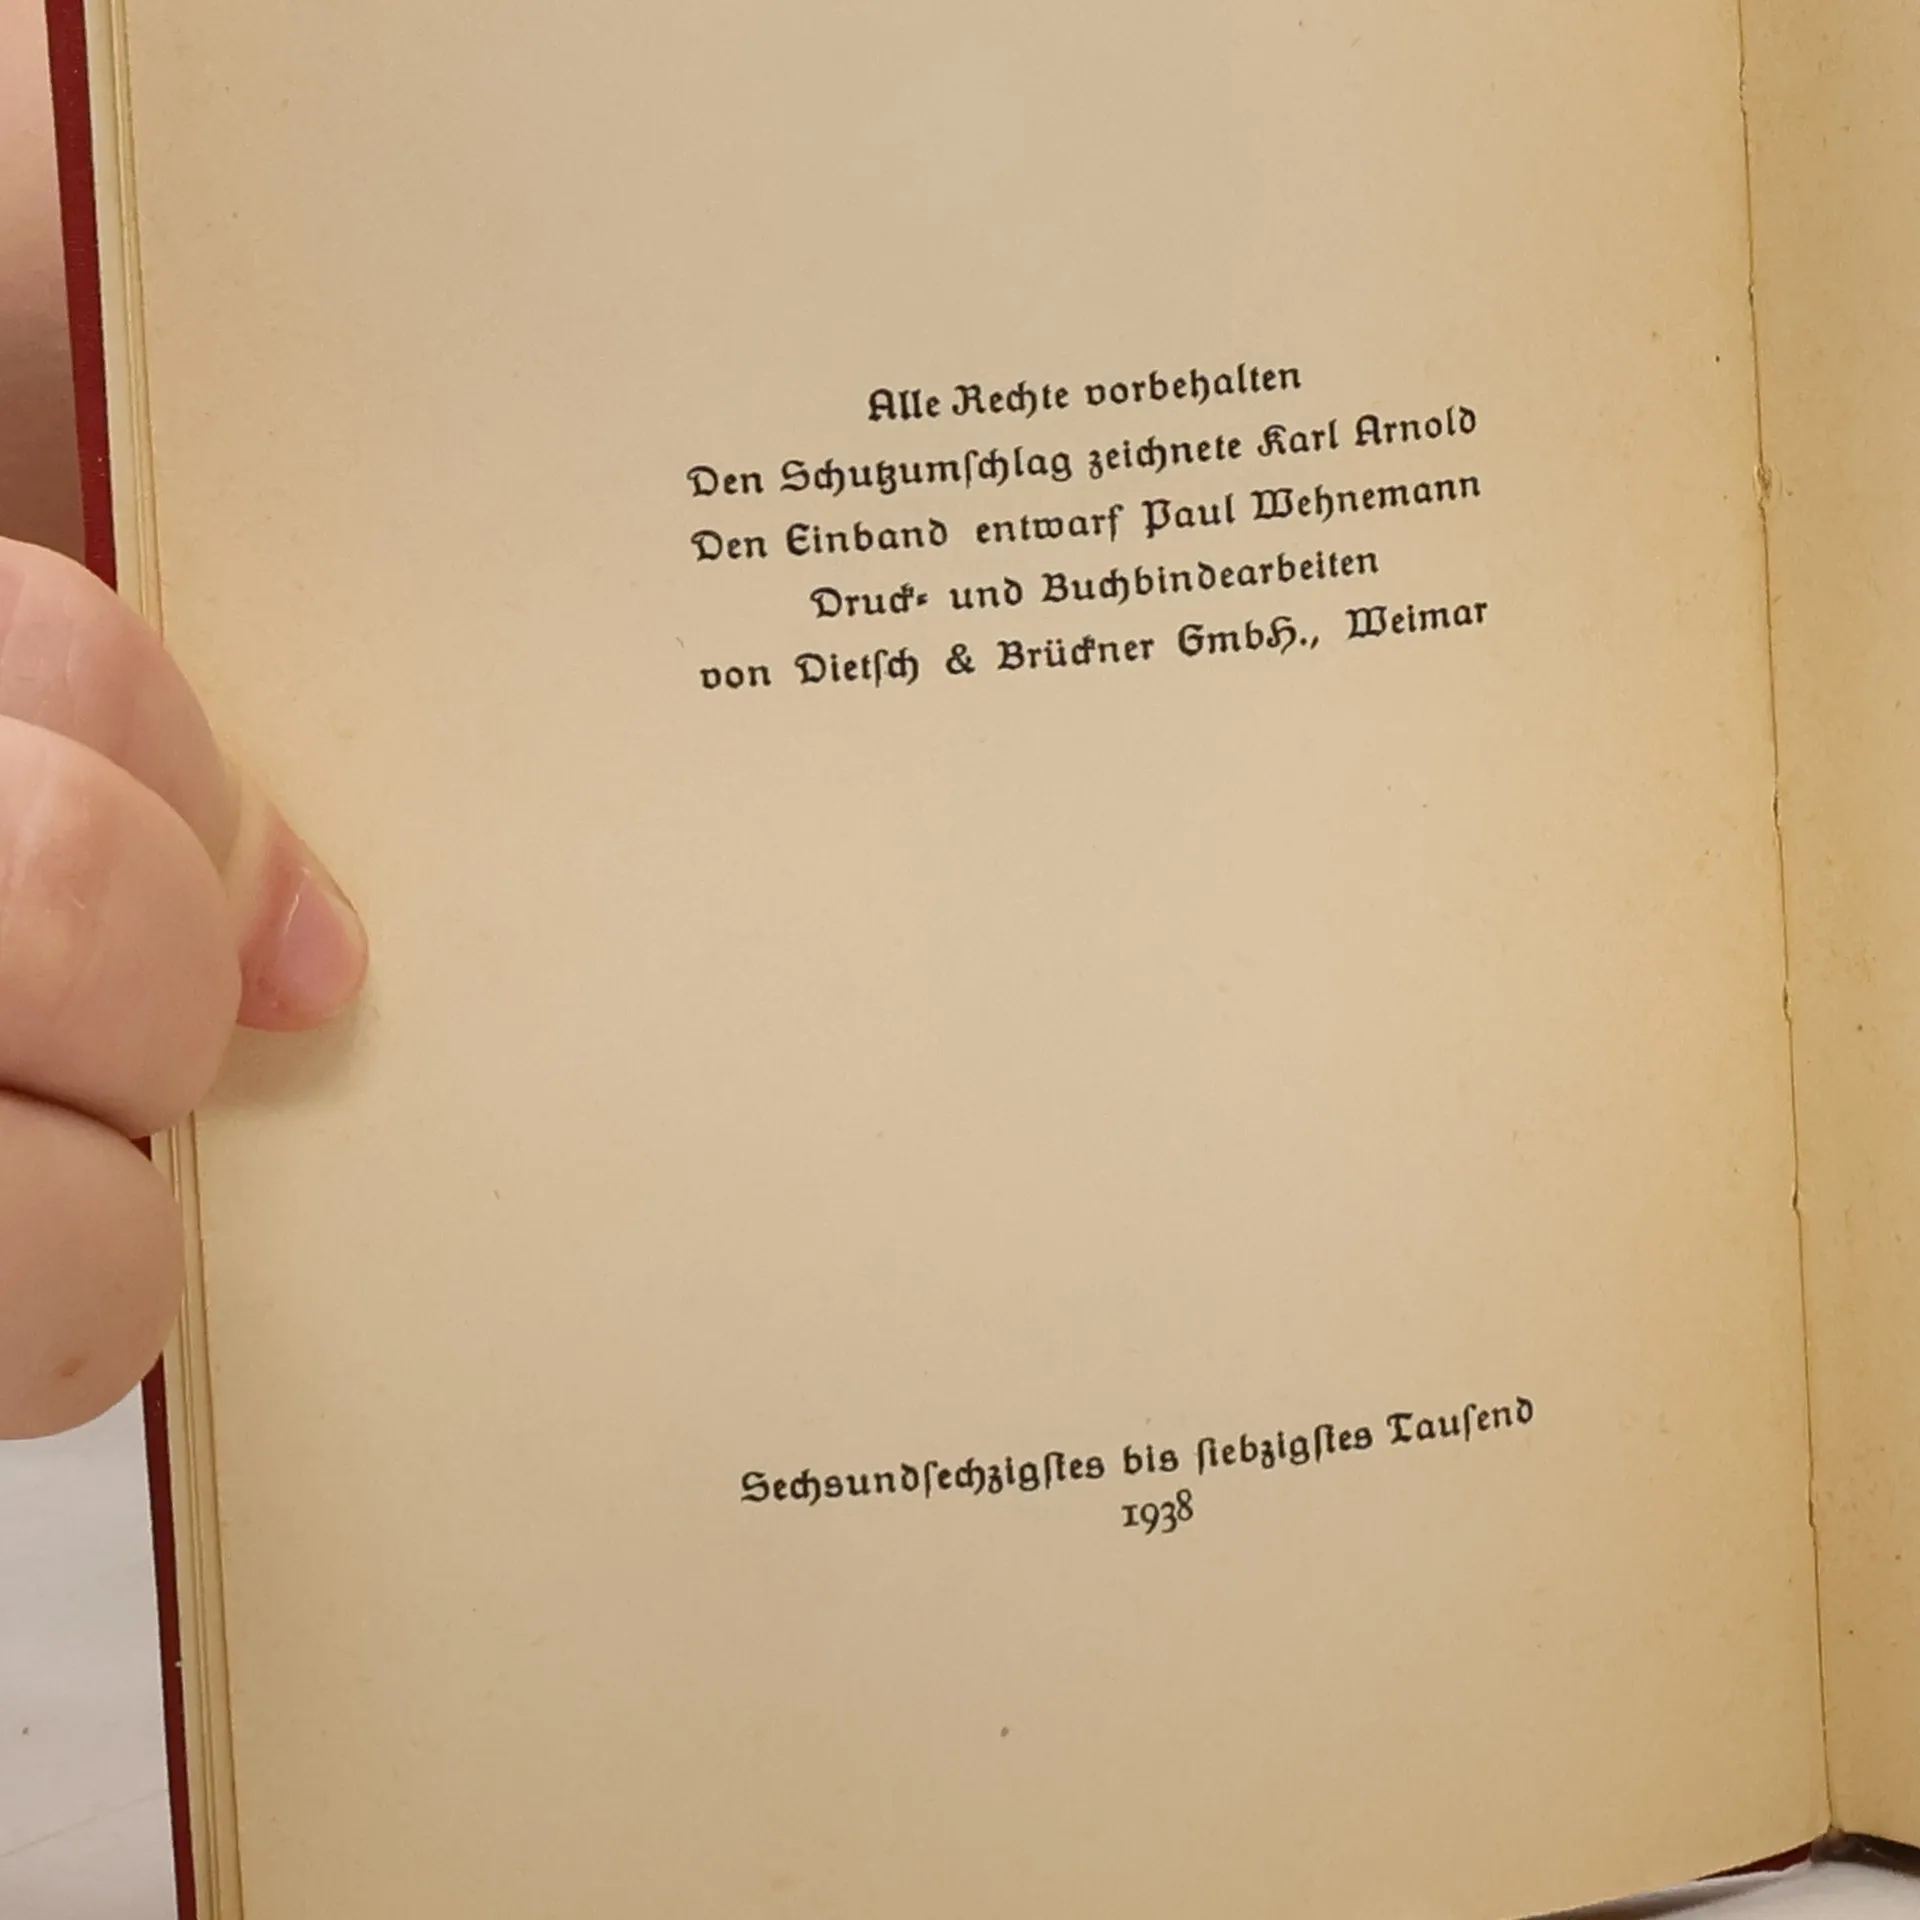 Alle Rechte vorbehalten
Den Schutzumſchlag zeichnete Karl Arnold
Den Einband entwarf Paul Wehnemann
Druck- und Buchbindearbeiten
von Dietſch & Brückner GmbH., Weimar
Sechsundſechzigſtes bis ſiebzigſtes Tauſend
1938